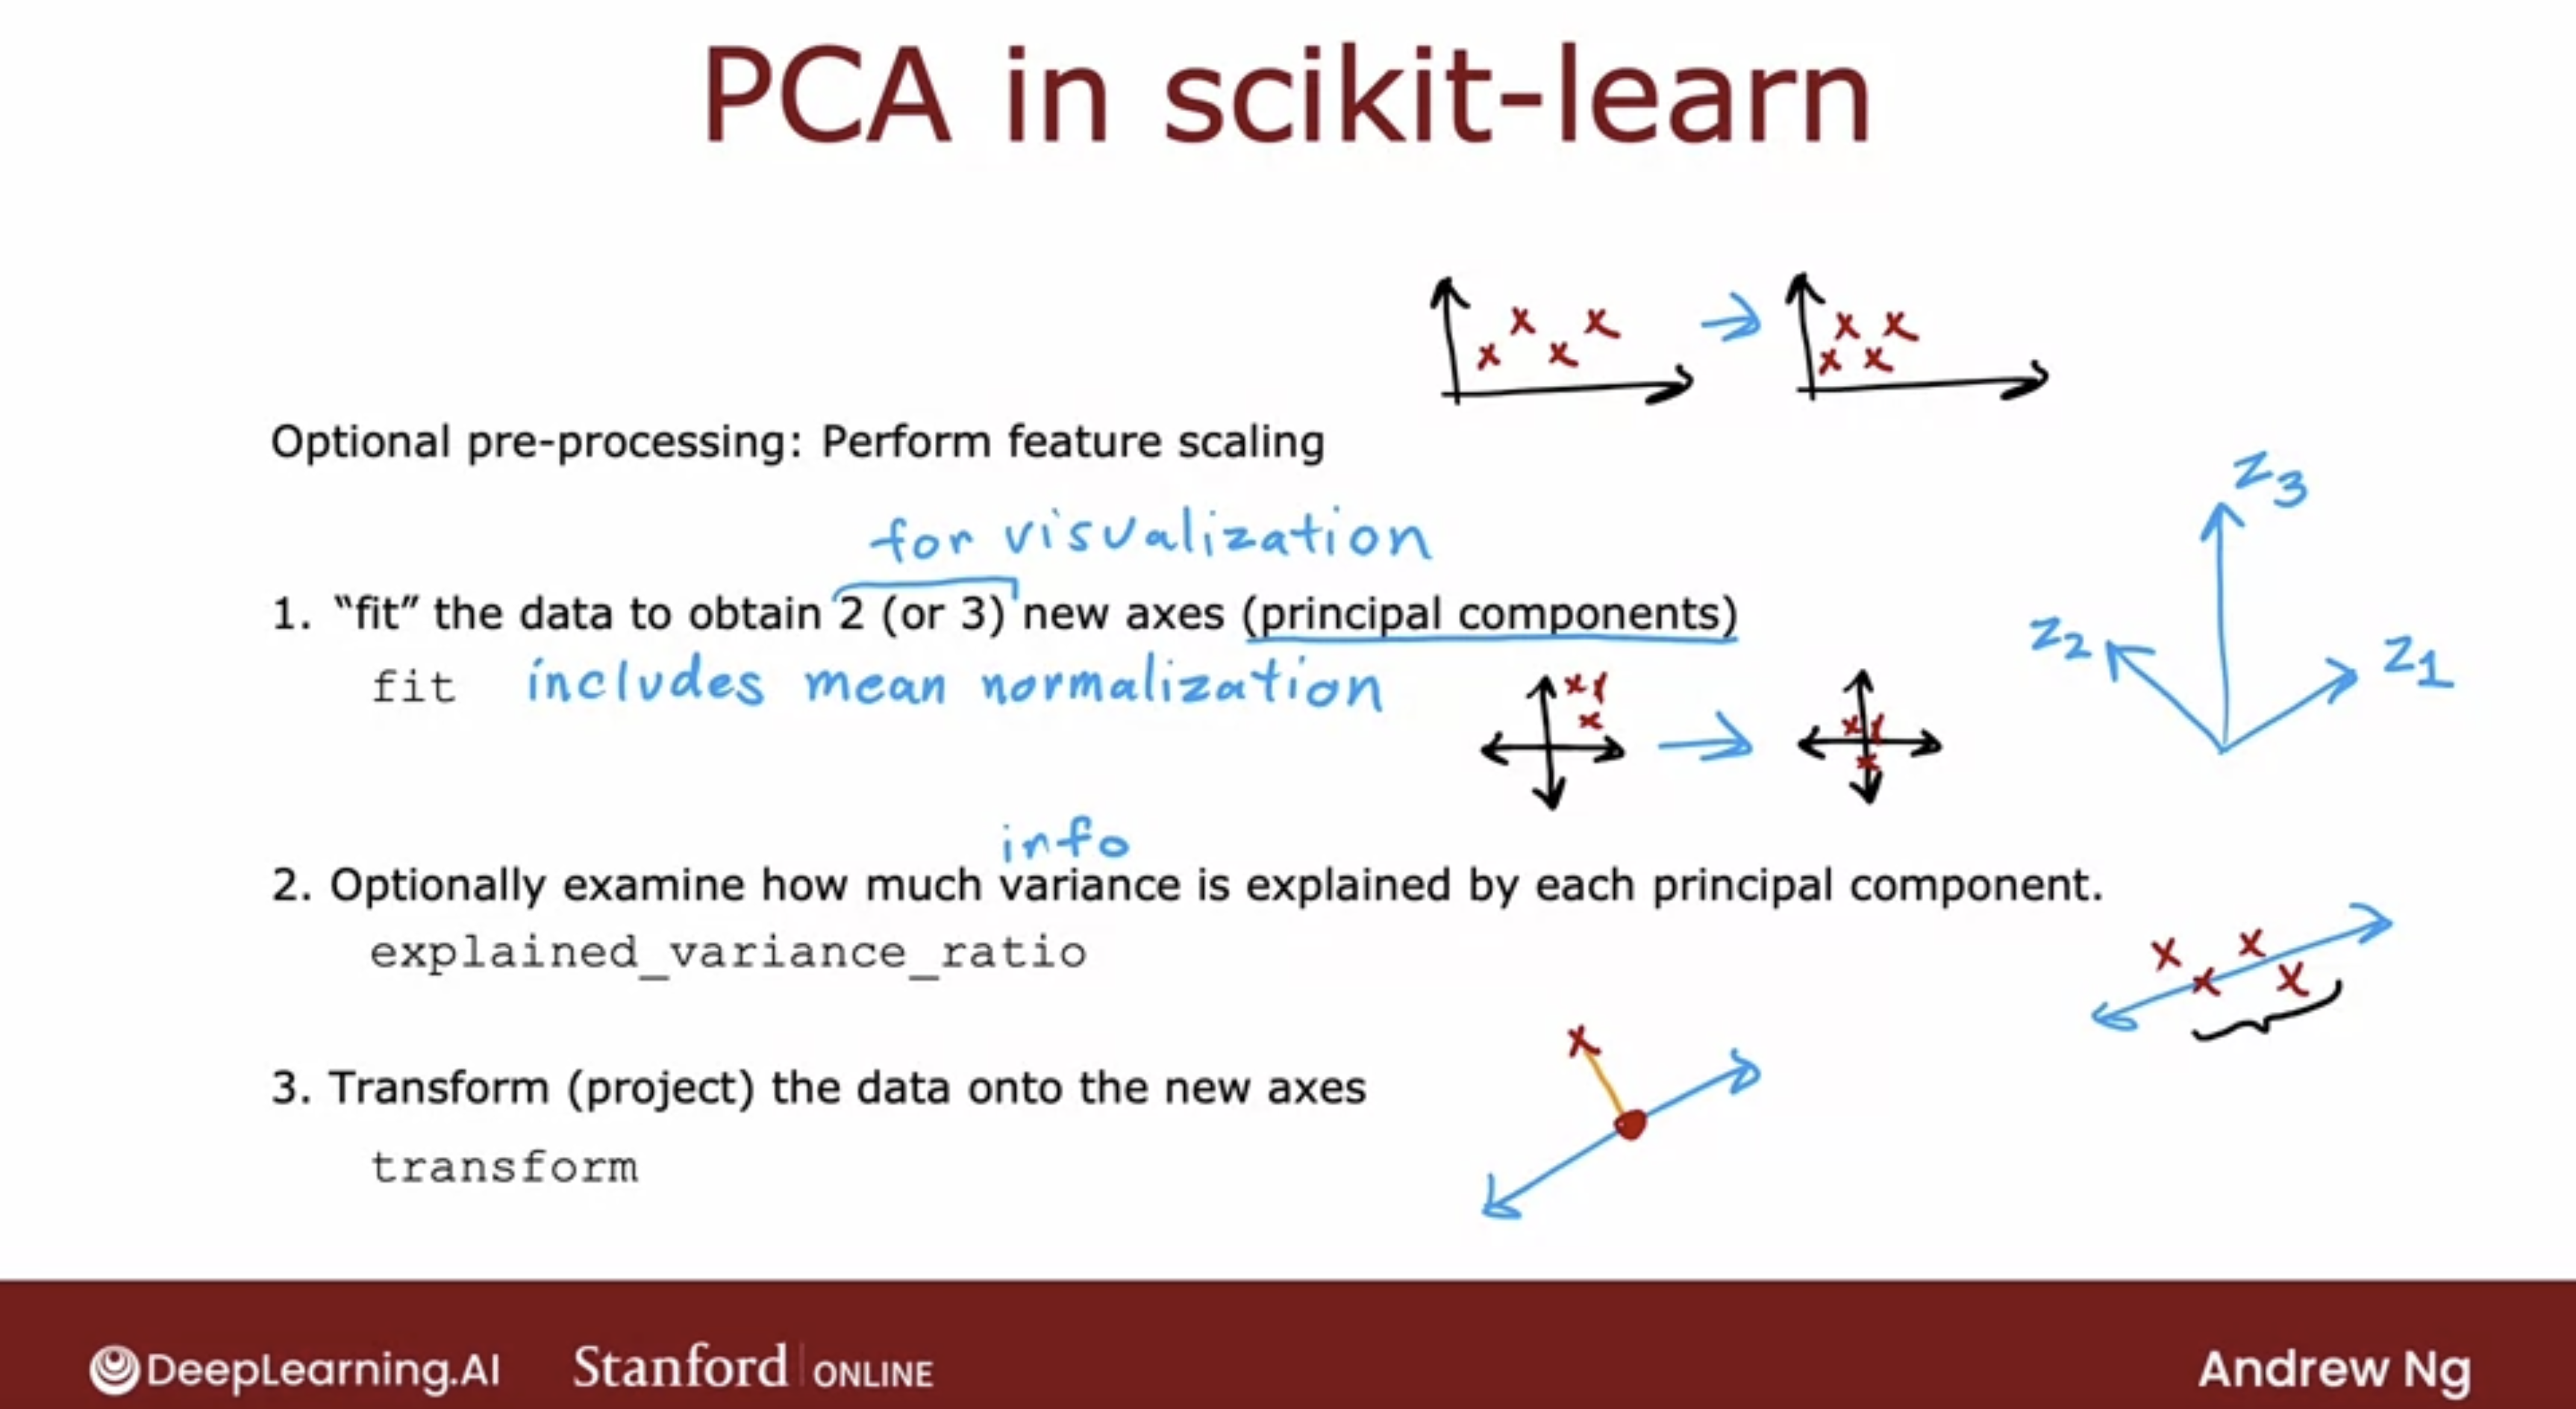 PCA in scikit-learn
Optional pre-processing: Perform feature scaling
for visualization
1. “fit” the data to obtain 2 (or 3) new axes (principal components)
fit includes mean normalization
z3
z2
z1
info
2. Optionally examine how much variance is explained by each principal component.
explained_variance_ratio
3. Transform (project) the data onto the new axes
transform
DeepLearning.AI Stanford ONLINE Andrew Ng